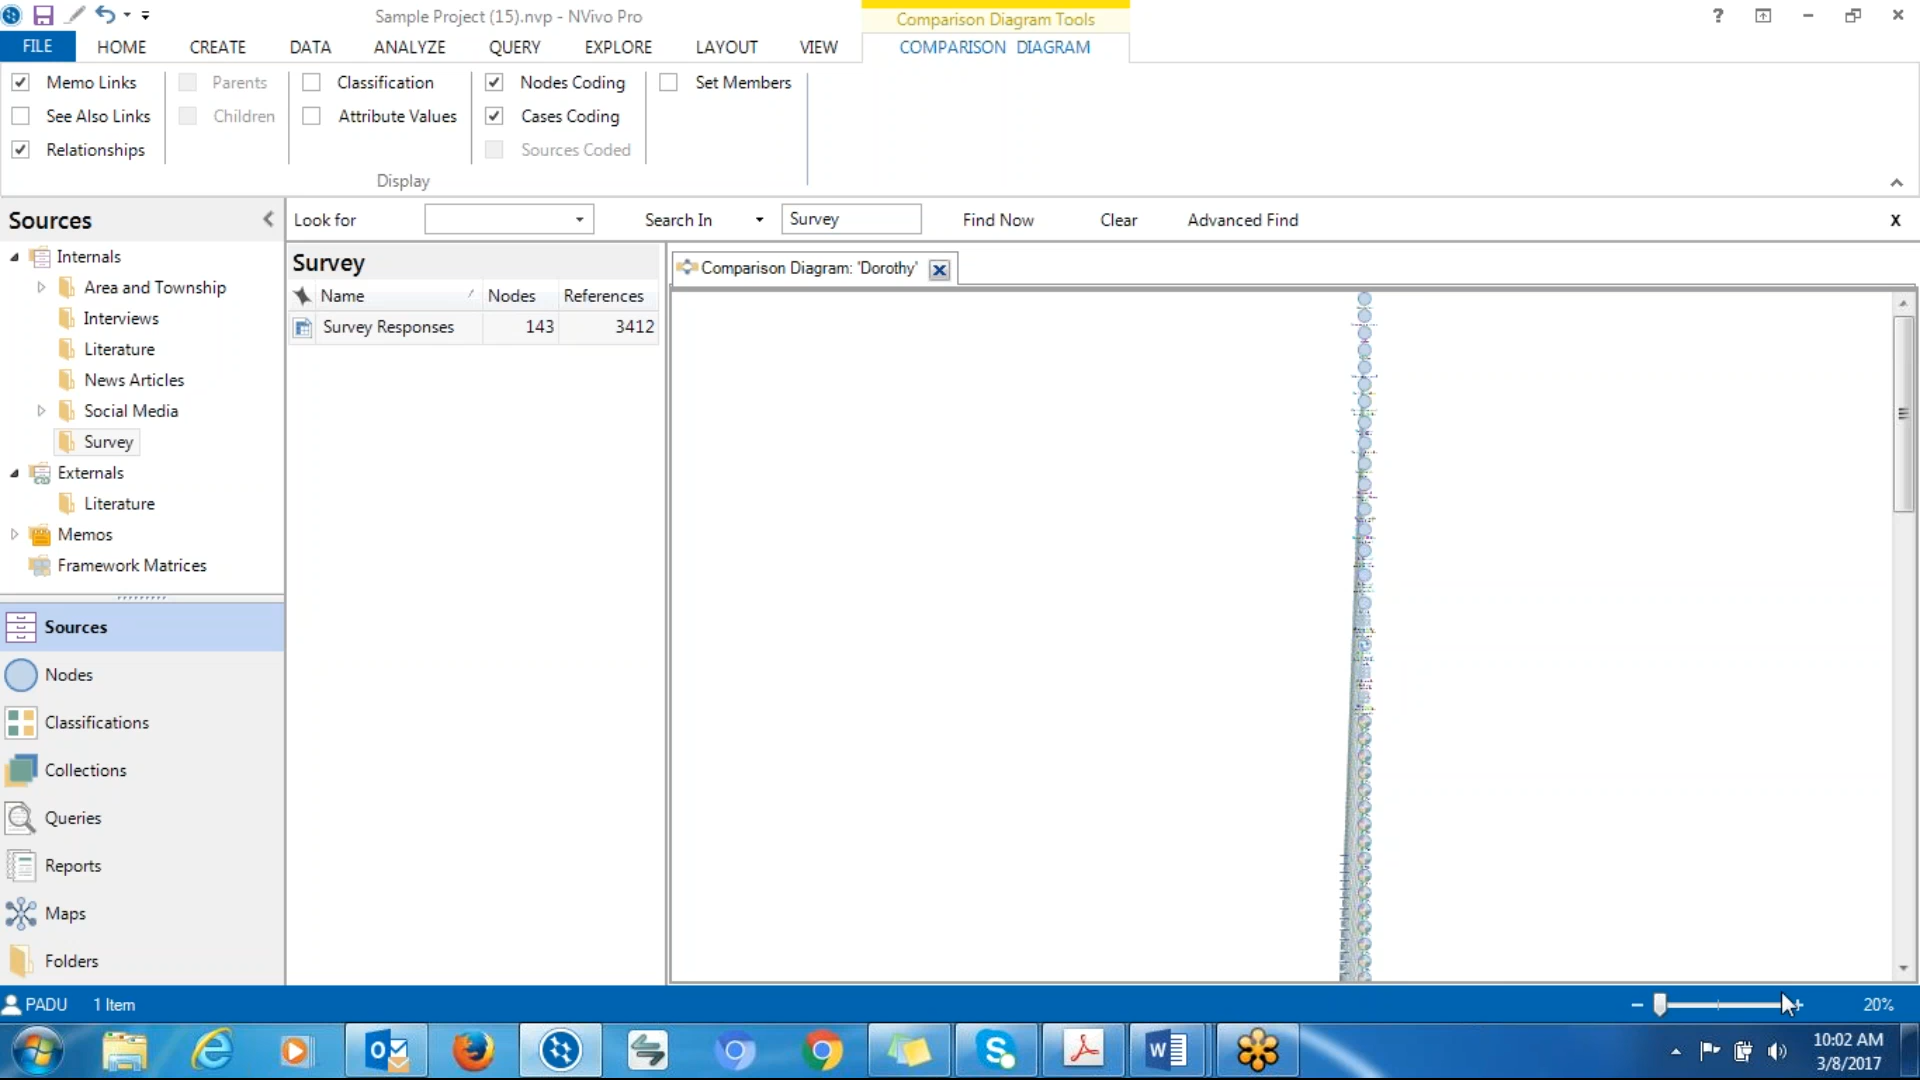 Sample Project (15).nvp - NVivo Pro
Comparison Diagram Tools
?
FILE HOME CREATE DATA ANALYZE QUERY EXPLORE LAYOUT VIEW COMPARISON DIAGRAM
Memo Links Parents Classification Nodes Coding Set Members
See Also Links Children Attribute Values Cases Coding
Relationships Sources Coded
Display
Sources
Look for Search In Survey Find Now Clear Advanced Find X
Internals
Area and Township
Interviews
Literature
News Articles
Social Media
Survey
Externals
Literature
Memos
Framework Matrices
Survey
Name Nodes References
Survey Responses 143 3412
Comparison Diagram: 'Dorothy'
Sources
Nodes
Classifications
Collections
Queries
Reports
Maps
Folders
PADU 1 Item 20%
10:02 AM
3/8/2017